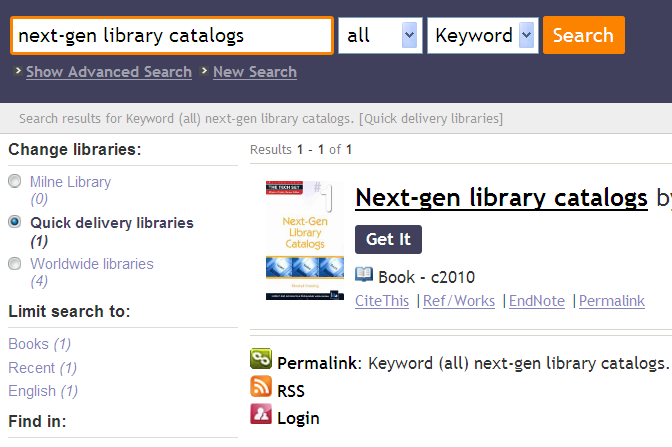 next-gen library catalogs all Keyword Search
Show Advanced Search New Search
Search results for Keyword (all) next-gen library catalogs. [Quick delivery libraries]
Change libraries:
Milne Library
(0)
Quick delivery libraries
(1)
Worldwide libraries
(4)
Limit search to:
Books (1)
Recent (1)
English (1)
Find in:
Results 1 - 1 of 1
THE TECH SET
#1
Next-Gen
Library
Catalogs
Next-gen library catalogs by
Get It
Book - c2010
CiteThis | Ref/Works | EndNote | Permalink
Permalink: Keyword (all) next-gen library catalogs.
RSS
Login